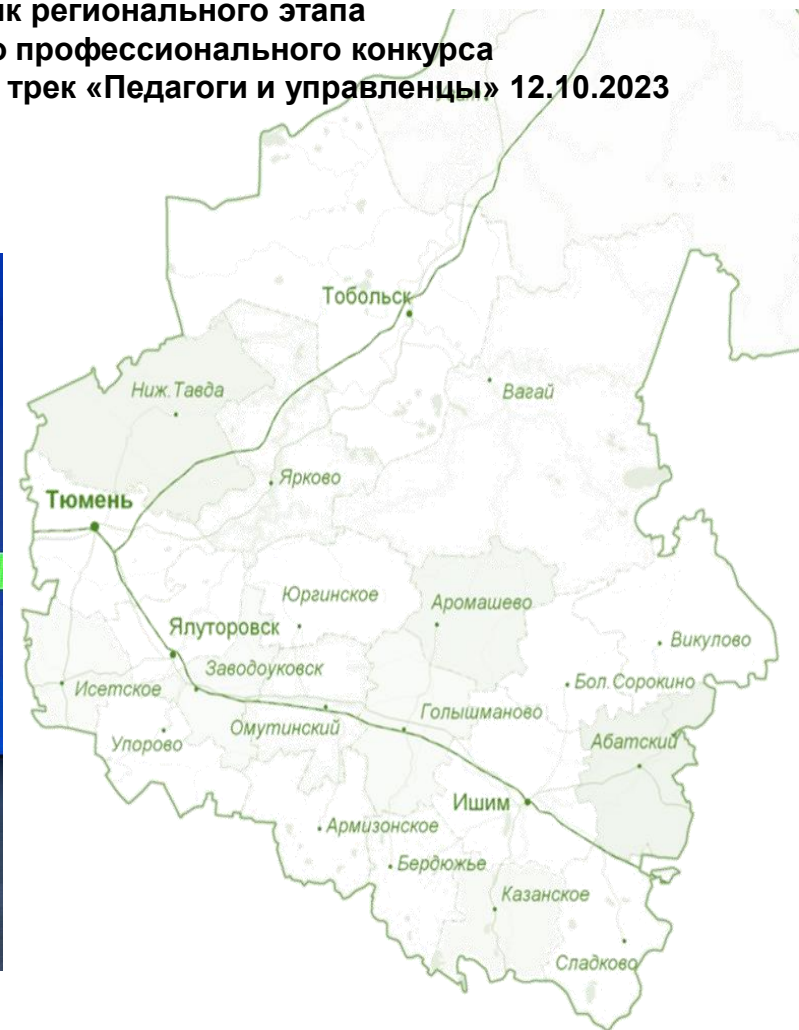 ик регионального этапа
о профессионального конкурса
трек «Педагоги и управленцы» 12.10.2023
Уват
Тобольск
Ниж.Тавда
Вагай
Ярково
Тюмень
Юргинское
Аромашево
Ялуторовск
Викулово
Заводоуковск
Исетское
Бол.Сорокино
Омутинский
Голышманово
Упорово
Абатский
Ишим
Армизонское
Бердюжье
Казанское
Сладково